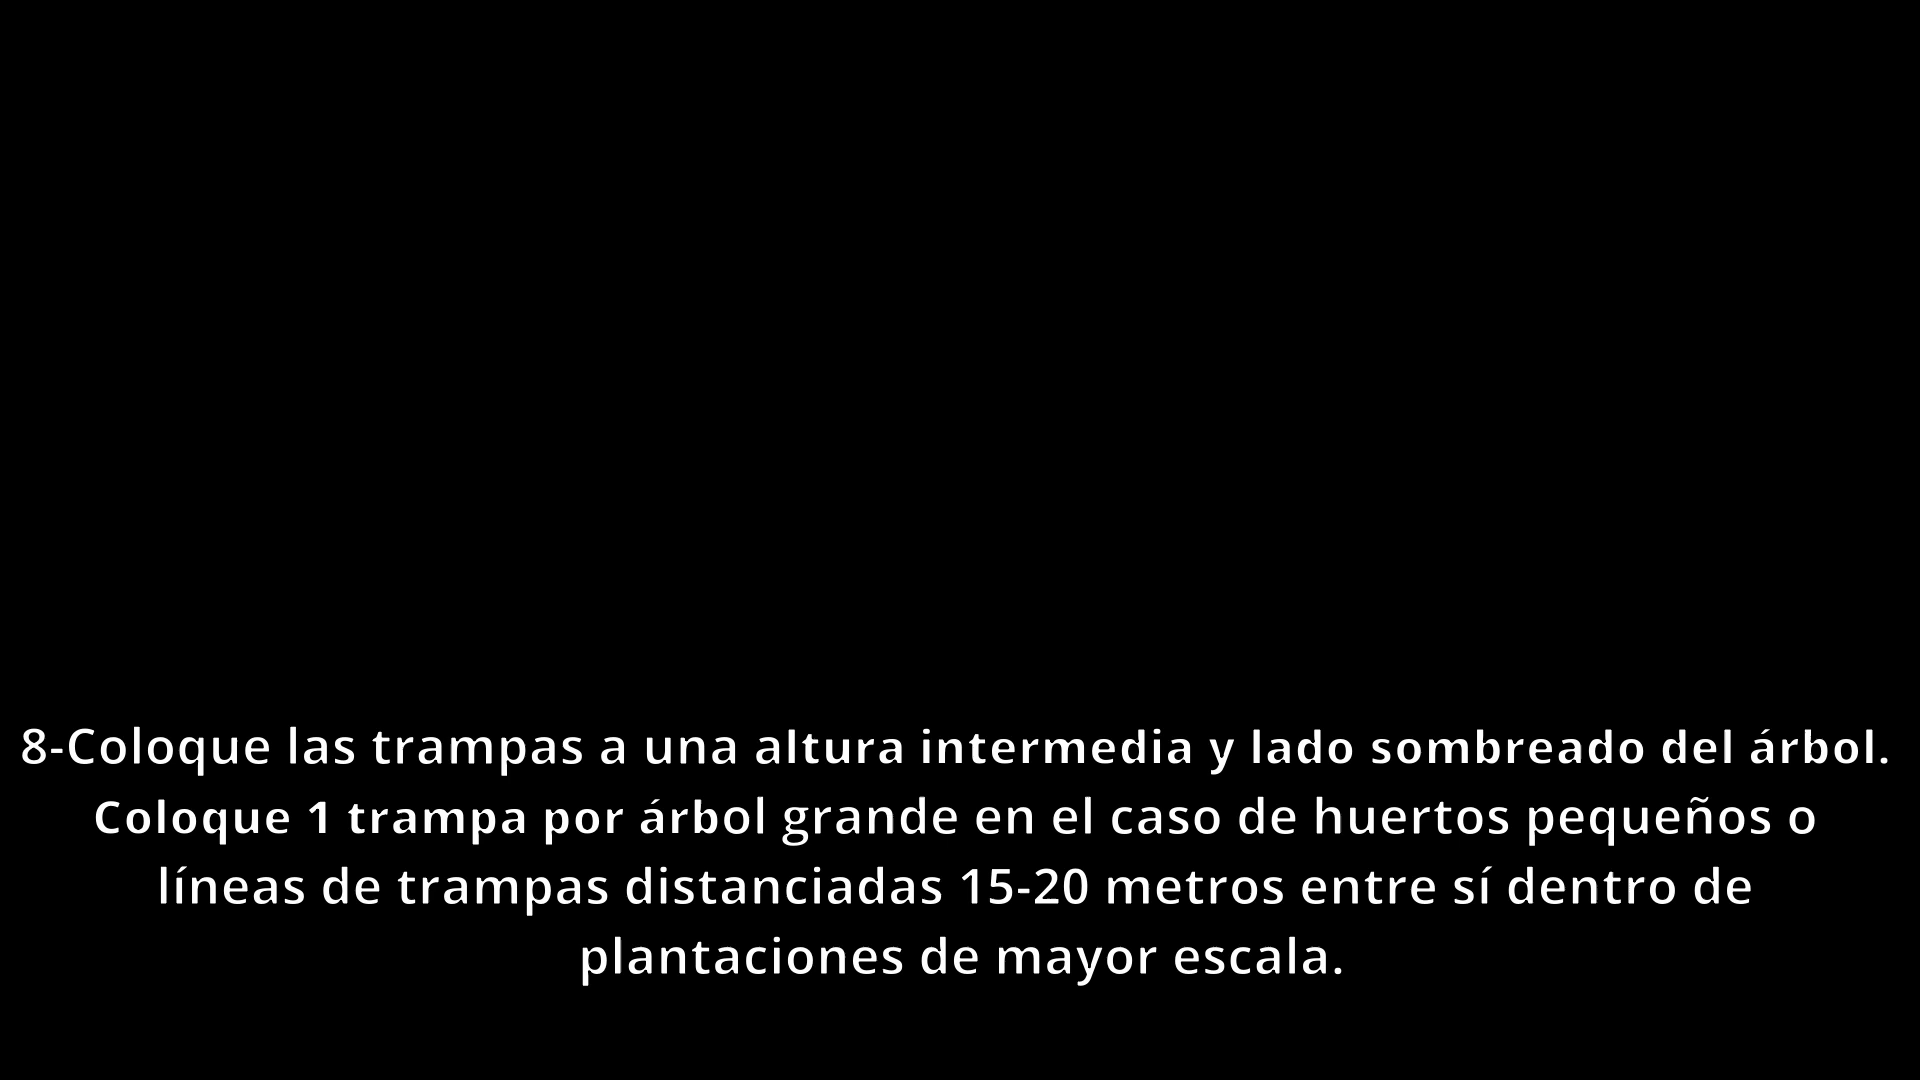 8-Coloque las trampas a una altura intermedia y lado sombreado del árbol.
Coloque 1 trampa por árbol grande en el caso de huertos pequeños o
líneas de trampas distanciadas 15-20 metros entre sí dentro de
plantaciones de mayor escala.